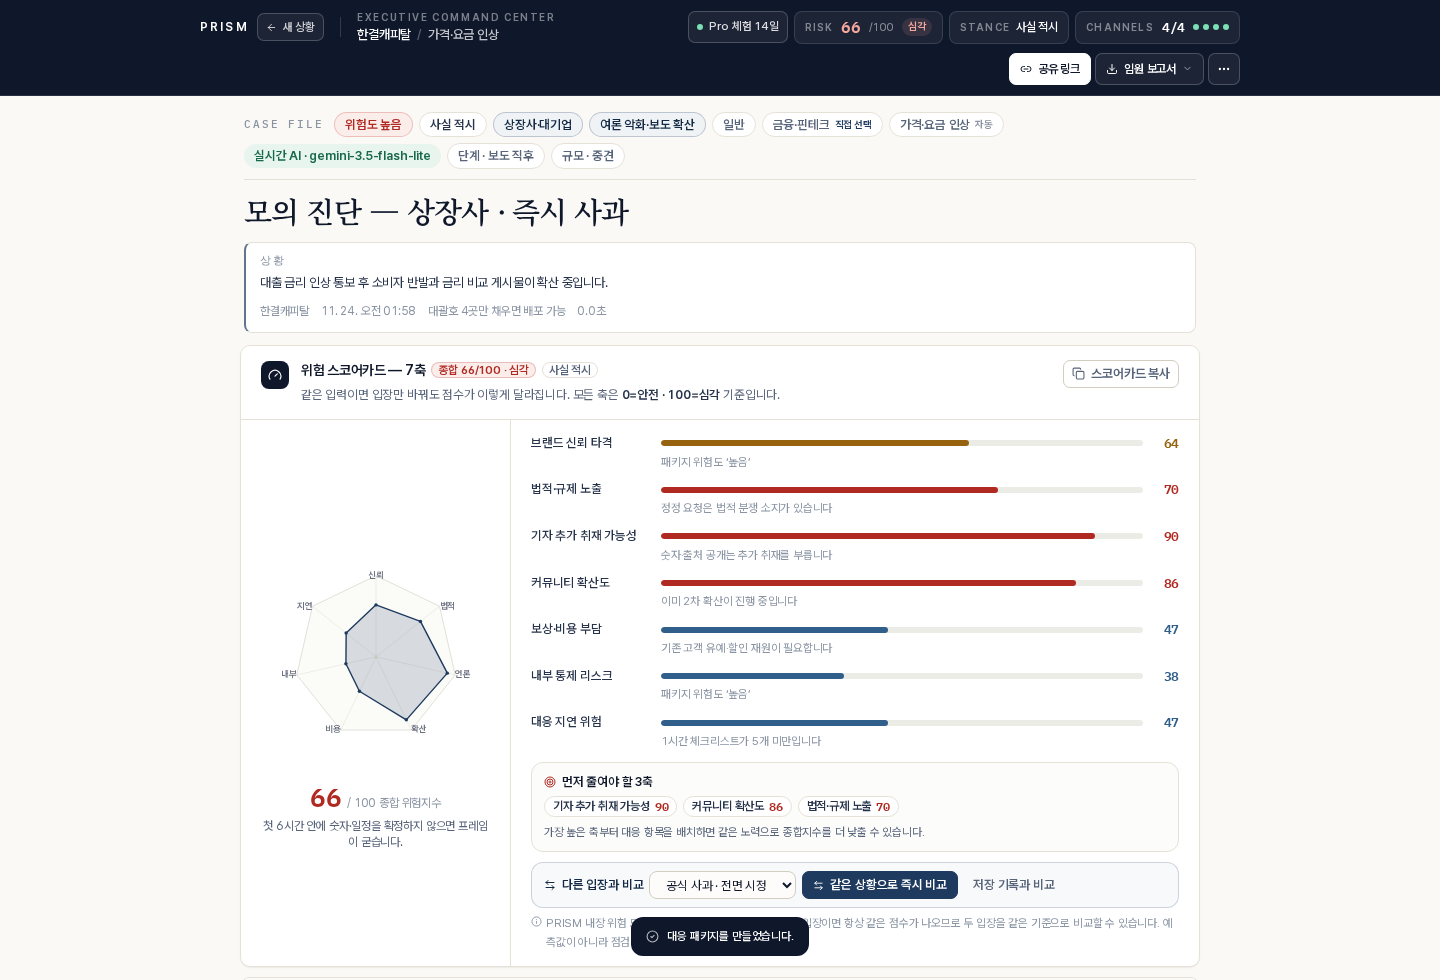 PRISM
← 새 상황
EXECUTIVE COMMAND CENTER
한결캐피탈 / 가격·요금 인상
Pro 체험 14일
RISK 66 /100 심각
STANCE 사실 적시
CHANNELS 4/4
공유 링크
임원 보고서
CASE FILE 위험도 높음 사실 적시 상장사·대기업 여론 악화·보도 확산 일반 금융·핀테크 직접 선택 가격·요금 인상 자동
실시간 AI · gemini-3.5-flash-lite 단계 · 보도 직후 규모 · 중견
모의 진단 — 상장사 · 즉시 사과
상황
대출 금리 인상 통보 후 소비자 반발과 금리 비교 게시물이 확산 중입니다.
한결캐피탈 11. 24. 오전 01:58 대괄호 4곳만 채우면 배포 가능 0.0초
위험 스코어카드 — 7축 종합 66/100 · 심각 사실 적시
같은 입력이면 입장만 바꿔도 점수가 이렇게 달라집니다. 모든 축은 0=안전 · 100=심각 기준입니다.
스코어카드 복사
신뢰
법적
언론
확산
비용
내부
지연
66 / 100 종합 위험지수
첫 6시간 안에 숫자·일정을 확정하지 않으면 프레임
이 굳습니다.
브랜드 신뢰 타격 64
패키지 위험도 '높음'
법적·규제 노출 70
정정 요청은 법적 분쟁 소지가 있습니다
기자 추가 취재 가능성 90
숫자·출처 공개는 추가 취재를 부릅니다
커뮤니티 확산도 86
이미 2차 확산이 진행 중입니다
보상·비용 부담 47
기존 고객 유예·할인 재원이 필요합니다
내부 통제 리스크 38
패키지 위험도 '높음'
대응 지연 위험 47
1시간 체크리스트가 5개 미만입니다
먼저 줄여야 할 3축
기자 추가 취재 가능성 90 커뮤니티 확산도 86 법적·규제 노출 70
가장 높은 축부터 대응 항목을 배치하면 같은 노력으로 종합지수를 더 낮출 수 있습니다.
다른 입장과 비교 공식 사과 · 전면 시정 같은 상황으로 즉시 비교 저장 기록과 비교
PRISM 내장 위험 입장이면 항상 같은 점수가 나오므로 두 입장을 같은 기준으로 비교할 수 있습니다. 예
측값이 아니라 점검
대응 패키지를 만들었습니다.